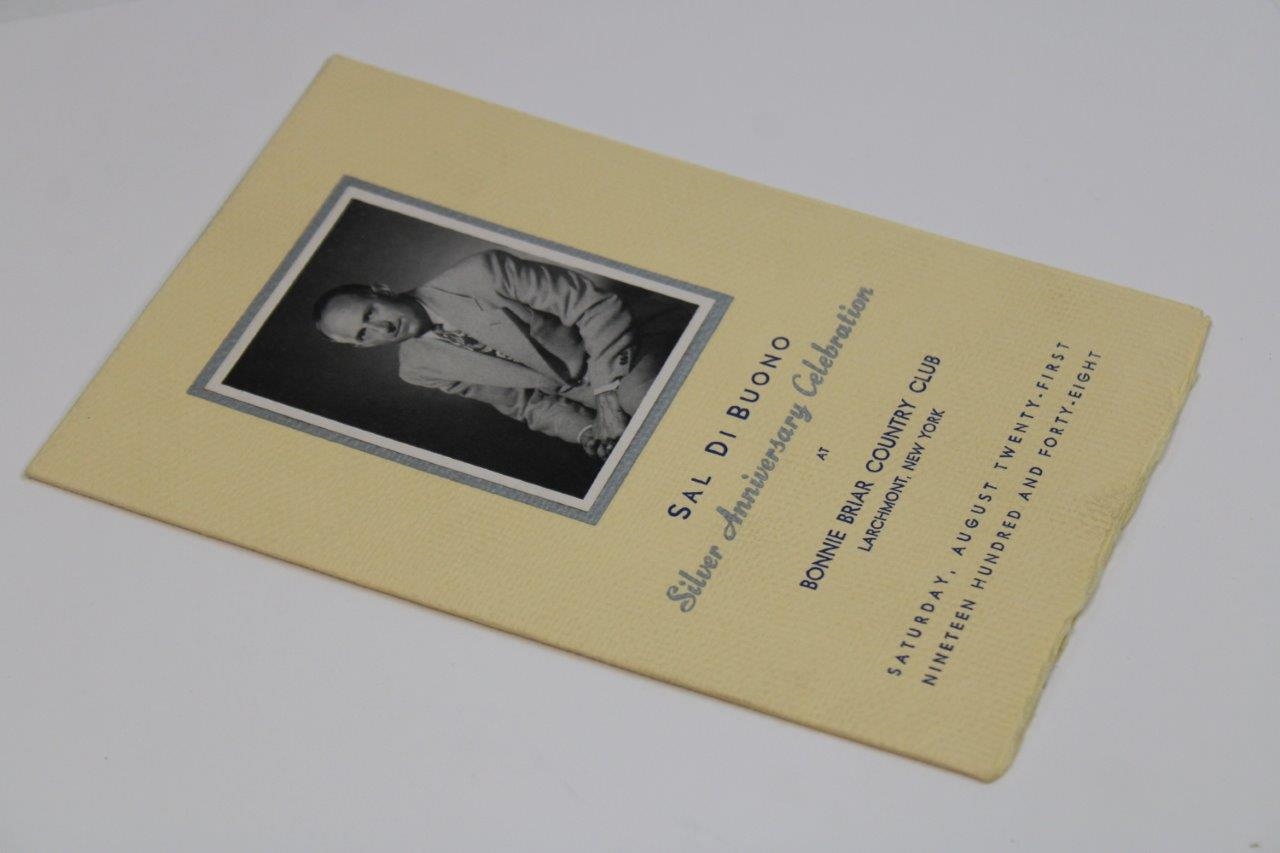 SAL DI BUONO
Silver Anniversary Celebration
AT
BONNIE BRIAR COUNTRY CLUB
LARCHMONT, NEW YORK
SATURDAY, AUGUST TWENTY-FIRST
NINETEEN HUNDRED AND FORTY-EIGHT